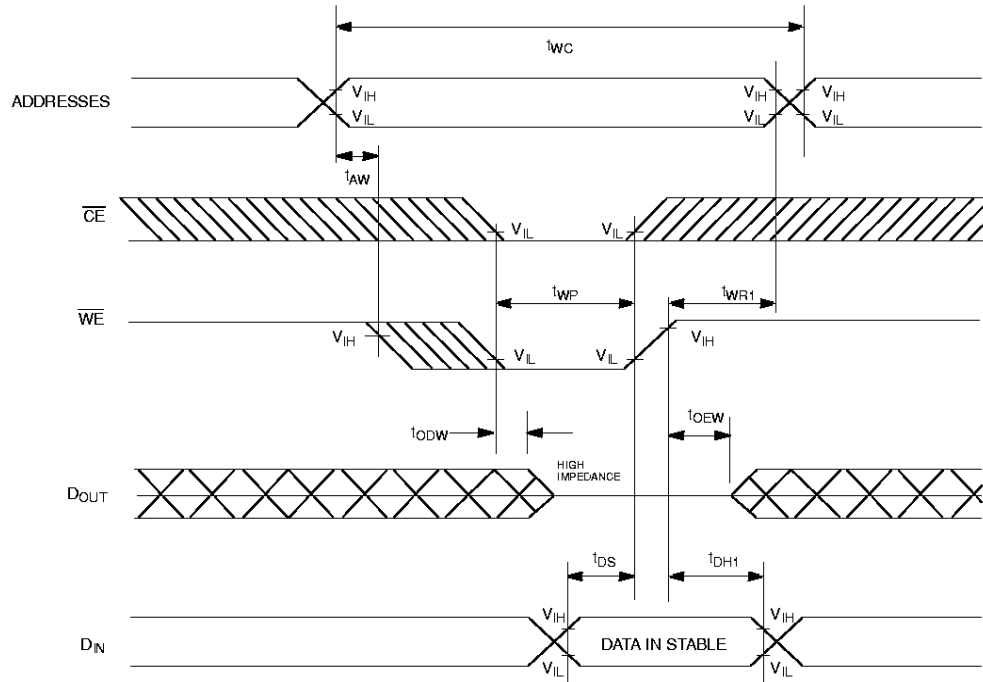 tWC
ADDRESSES
VIH
VIL
VIH
VIL
VIH
VIL
tAW
CE
VIL
VIL
tWP
tWR1
WE
VIH
VIL
VIL
VIH
tODW
tOEW
DOUT
HIGH
IMPEDANCE
tDS
tDH1
DIN
VIH
VIL
DATA IN STABLE
VIH
VIL